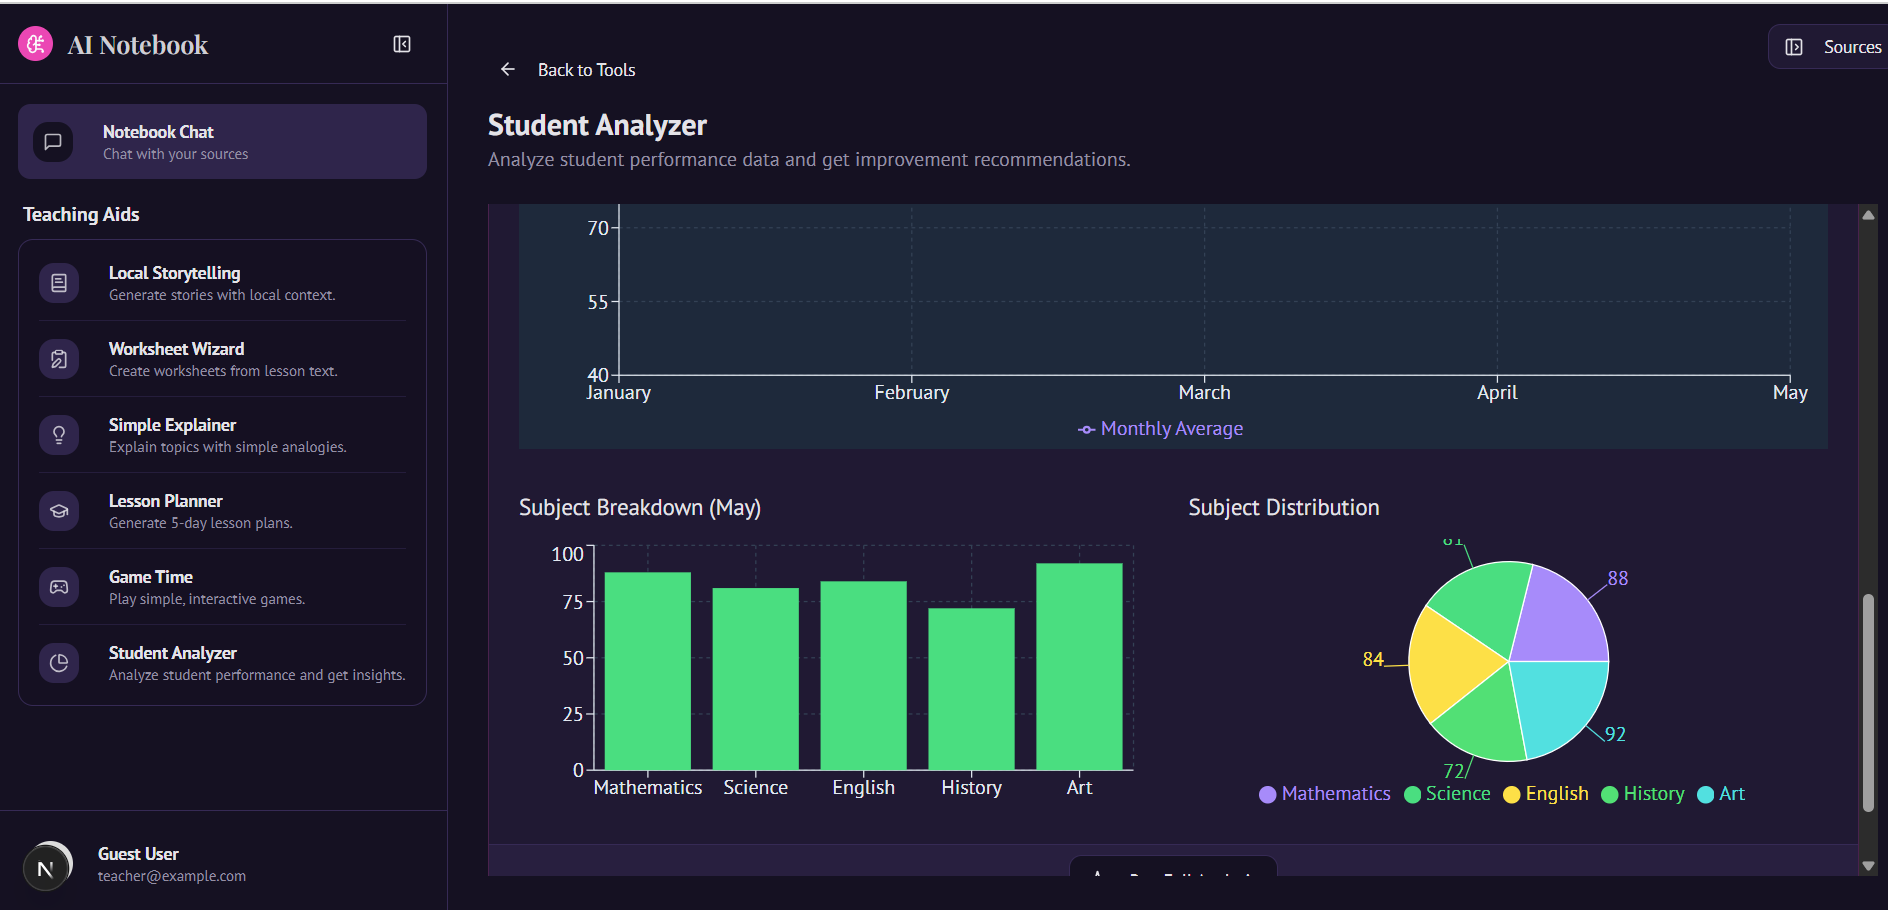 AI Notebook
Notebook Chat
Chat with your sources
Teaching Aids
Local Storytelling
Generate stories with local context.
Worksheet Wizard
Create worksheets from lesson text.
Simple Explainer
Explain topics with simple analogies.
Lesson Planner
Generate 5-day lesson plans.
Game Time
Play simple, interactive games.
Student Analyzer
Analyze student performance and get insights.
N
Guest User
teacher@example.com
Back to Tools
Sources
Student Analyzer
Analyze student performance data and get improvement recommendations.
70
55
40
January February March April May
Monthly Average
Subject Breakdown (May)
100
75
50
25
0
Mathematics Science English History Art
Subject Distribution
81
88
84
92
72
Mathematics Science English History Art